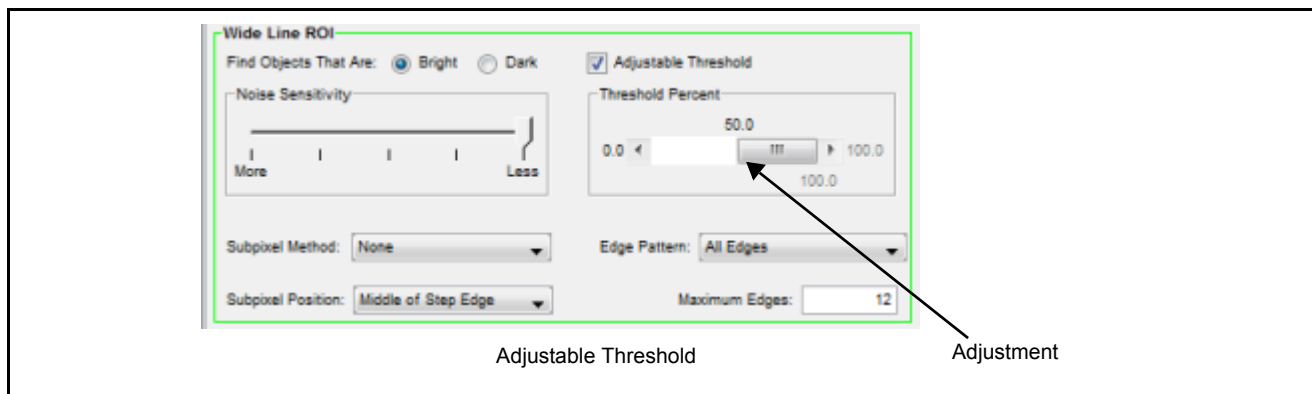 Wide Line ROI
Find Objects That Are: Bright Dark Adjustable Threshold
Noise Sensitivity Threshold Percent
50.0
0.0 100.0
More Less
100.0
Subpixel Method: None Edge Pattern: All Edges
Subpixel Position: Middle of Step Edge Maximum Edges: 12
Adjustable Threshold Adjustment